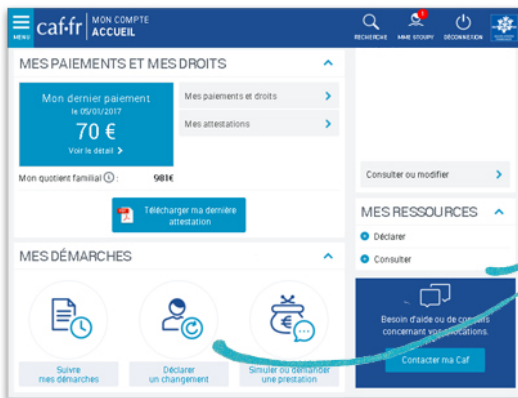 MENU
caf·fr
MON COMPTE
ACCUEIL
RECHERCHE
MME STOUPY
1
DÉCONNEXION
MES PAIEMENTS ET MES DROITS
Mon dernier paiement
le 05/01/2017
70 €
Voir le détail
Mes paiements et droits
Mes attestations
Mon quotient familial i :
981€
Télécharger ma dernière
attestation
Consulter ou modifier
MES RESSOURCES
Déclarer
Consulter
MES DÉMARCHES
Suivre
mes démarches
Déclarer
un changement
Simuler ou demander
une prestation
Besoin d'aide ou de conseils
concernant vos allocations.
Contacter ma Caf